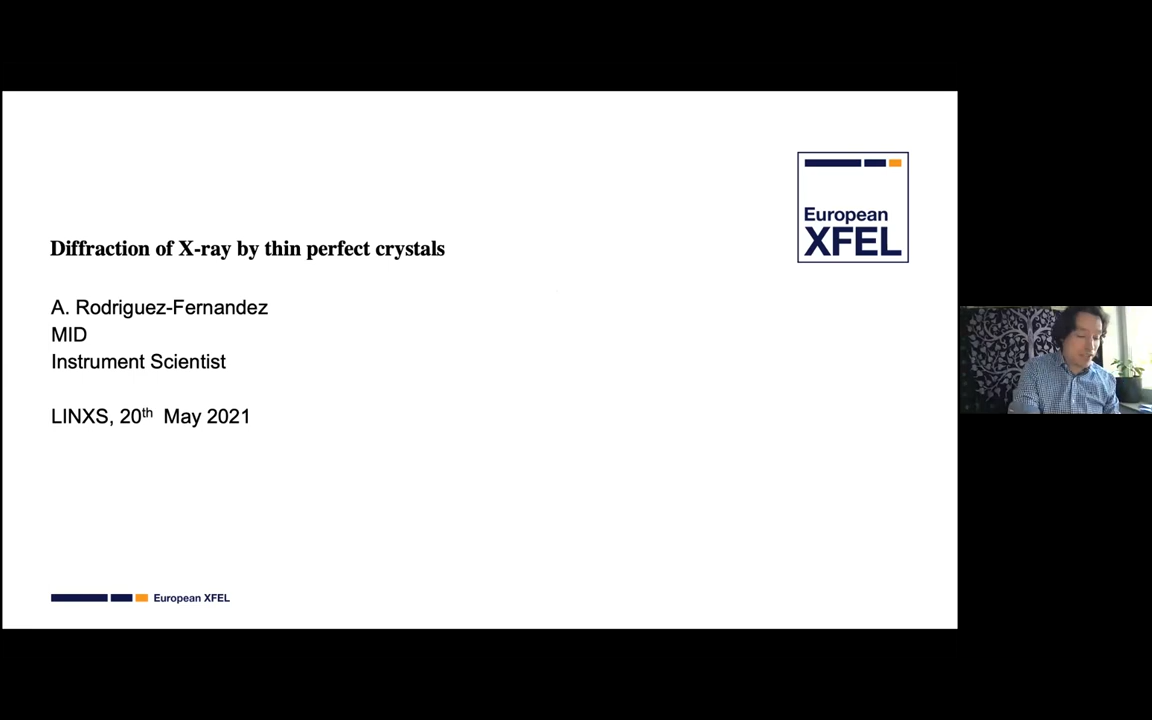 European
XFEL
Diffraction of X-ray by thin perfect crystals
A. Rodriguez-Fernandez
MID
Instrument Scientist
LINXS, 20th May 2021
European XFEL